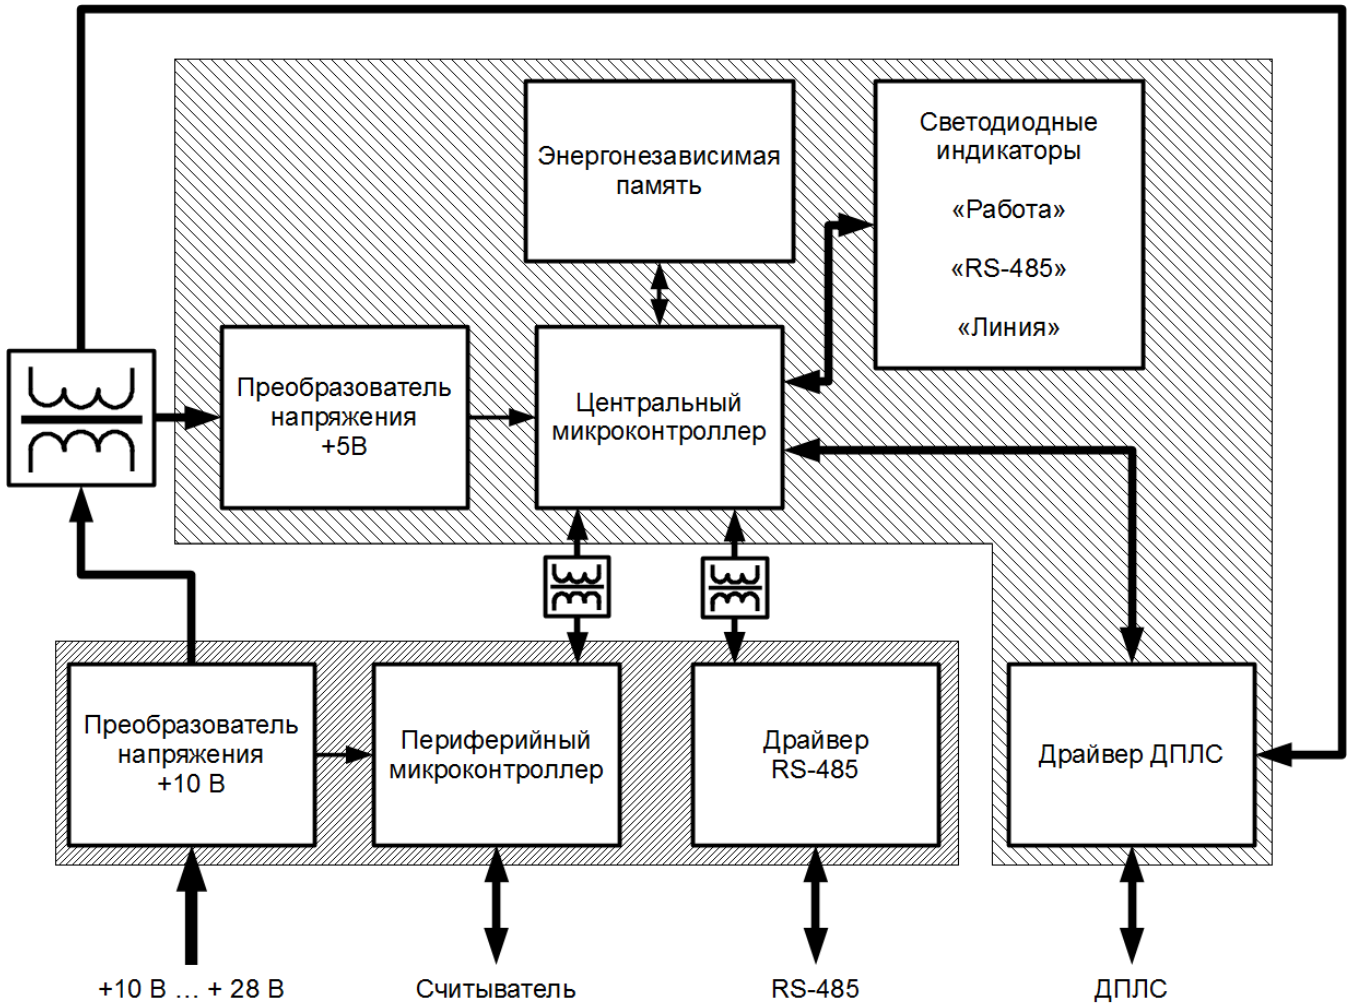 Энергонезависимая
память
Светодиодные
индикаторы
«Работа»
«RS-485»
«Линия»
Преобразователь
напряжения
+5В
Центральный
микроконтроллер
Преобразователь
напряжения
+10 В
Периферийный
микроконтроллер
Драйвер
RS-485
Драйвер ДПЛС
+10 В ... + 28 В
Считыватель
RS-485
ДПЛС